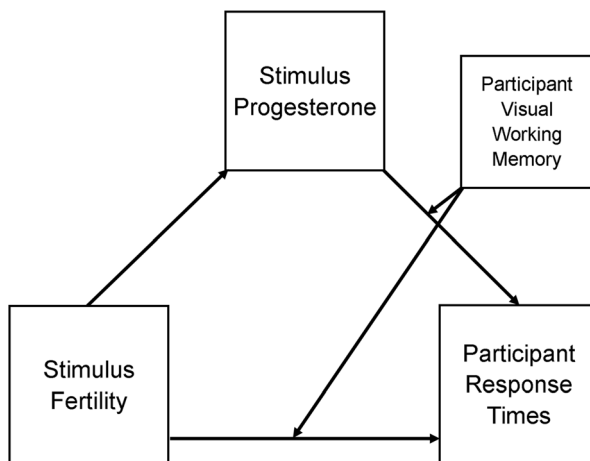 Stimulus
Progesterone
Participant
Visual
Working
Memory
Stimulus
Fertility
Participant
Response
Times